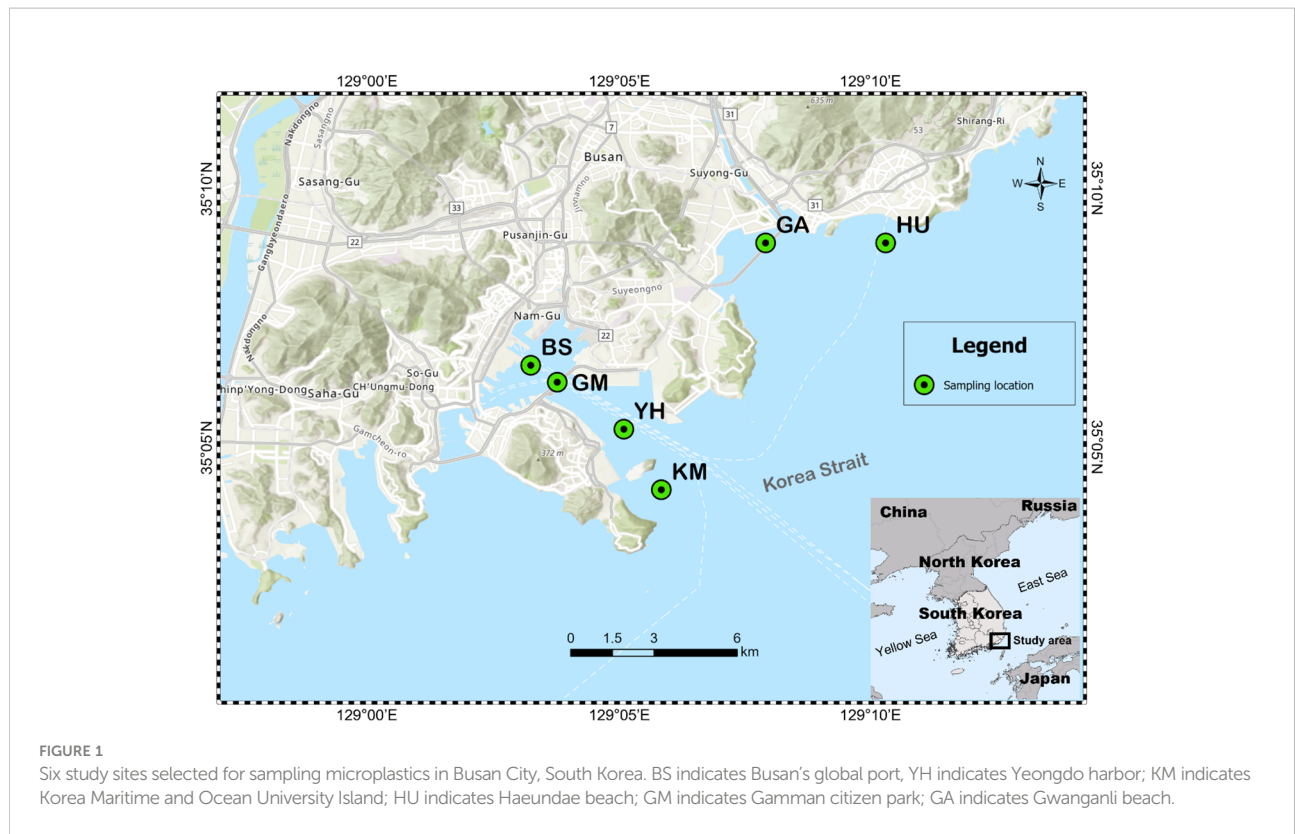 129°00'E 129°05'E 129°10'E
635 m
Nakdongno
Sasangno
31
53
Shirang-Ri
7
Busan
Suyong-Gu
35°10'N
35°10'N
N
W E
S
Sasang-Gu
Gangbyeondaero
33
31
22
Pusanjin-Gu
GA
HU
Suyeongno
Nam-Gu
22
Legend
Sampling location
BS
GM
Nakdongno
So-Gu
CH'Ungmu-Dong
hinp'Yong-Dong
Saha-Gu
YH
Gamcheon-ro
372 m
KM
35°05'N
35°05'N
Korea Strait
China
Russia
North Korea
East Sea
South Korea
Yellow Sea
Study area
Japan
0 1.5 3 6
km
129°00'E 129°05'E 129°10'E
FIGURE 1
Six study sites selected for sampling microplastics in Busan City, South Korea. BS indicates Busan's global port, YH indicates Yeongdo harbor; KM indicates
Korea Maritime and Ocean University Island; HU indicates Haeundae beach; GM indicates Gamman citizen park; GA indicates Gwanganli beach.